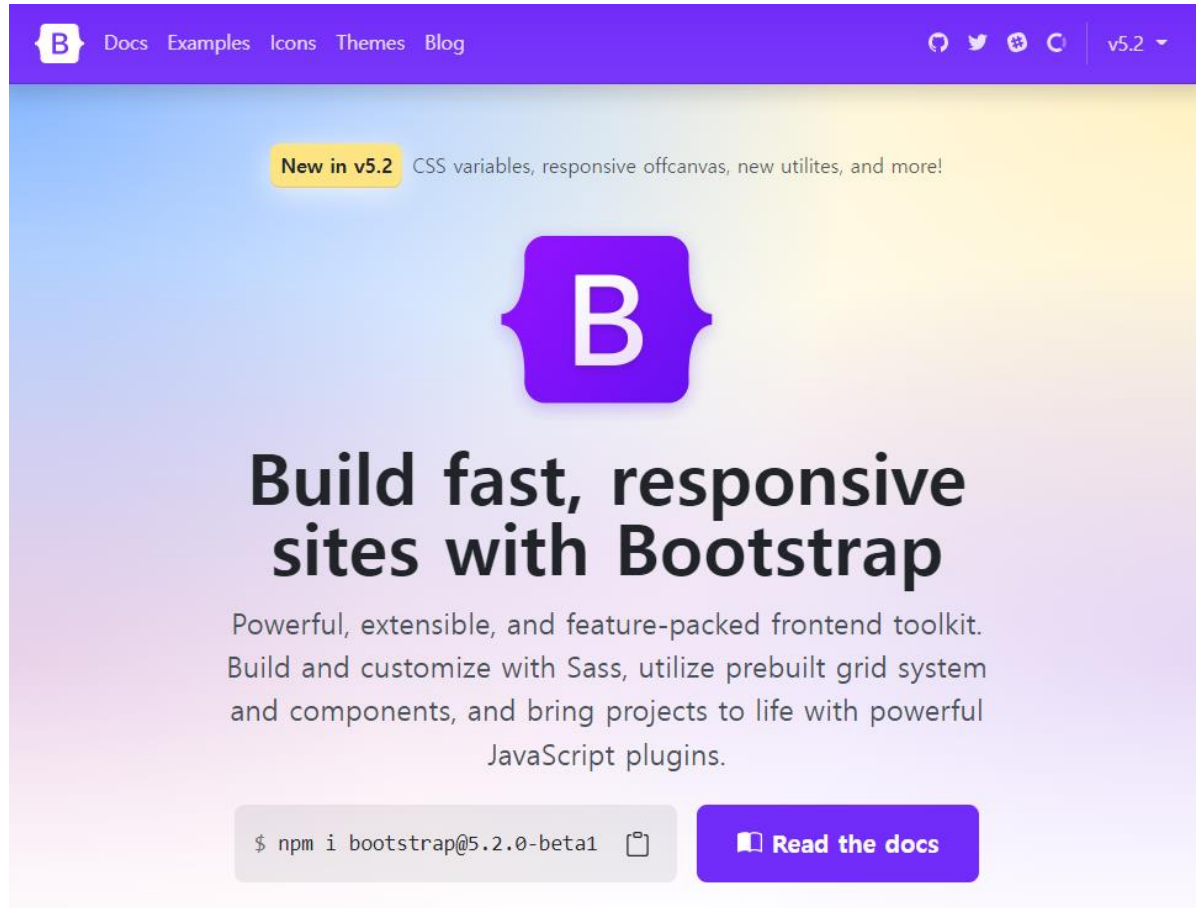 B Docs Examples Icons Themes Blog v5.2
New in v5.2 CSS variables, responsive offcanvas, new utilites, and more!
B
Build fast, responsive
sites with Bootstrap
Powerful, extensible, and feature-packed frontend toolkit.
Build and customize with Sass, utilize prebuilt grid system
and components, and bring projects to life with powerful
JavaScript plugins.
$ npm i bootstrap@5.2.0-beta1 Read the docs